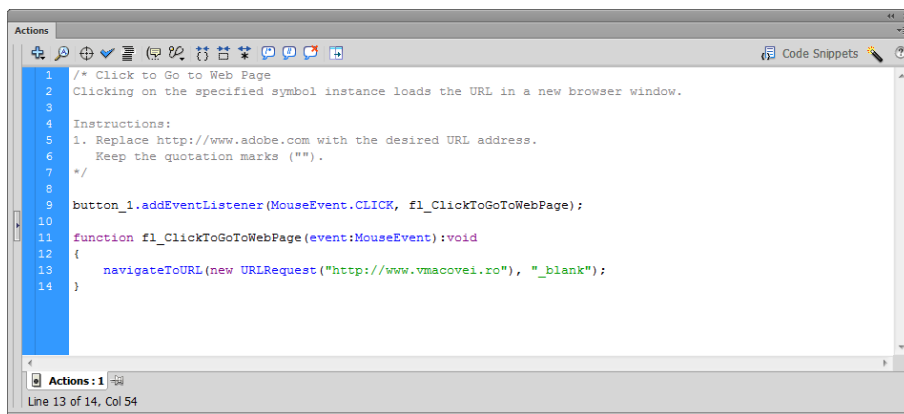 Actions
Code Snippets
1 /* Click to Go to Web Page
2 Clicking on the specified symbol instance loads the URL in a new browser window.
3
4 Instructions:
5 1. Replace http://www.adobe.com with the desired URL address.
6    Keep the quotation marks ("").
7 */
8
9 button_1.addEventListener(MouseEvent.CLICK, fl_ClickToGoToWebPage);
10
11 function fl_ClickToGoToWebPage(event:MouseEvent):void
12 {
13     navigateToURL(new URLRequest("http://www.vmacovei.ro"), "_blank");
14 }
Actions : 1
Line 13 of 14, Col 54